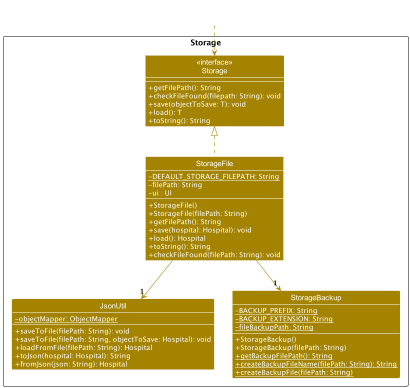 Storage
«interface»
Storage
+getFilePath(): String
+checkFileFound(filepath: String): void
+save(objectToSave: T): void
+load(): T
+toString(): String
StorageFile
-DEFAULT_STORAGE_FILEPATH: String
-filePath: String
-ui : UI
+StorageFile()
+StorageFile(filePath: String)
+getFilePath(): String
+save(hospital: Hospital): void
+load(): Hospital
+toString(): String
+checkFileFound(filePath: String): void
1
1
JsonUtil
-objectMapper: ObjectMapper
+saveToFile(filePath: String): void
+saveToFile(filePath: String, objectToSave: Hospital): void
+loadFromFile(filePath: String): Hospital
+toJson(hospital: Hospital): String
+fromJson(json: String): Hospital
StorageBackup
-BACKUP_PREFIX: String
-BACKUP_EXTENSION: String
-fileBackupPath: String
+StorageBackup()
+StorageBackup(filePath: String)
+getBackupFilePath(): String
+createBackupFileName(filePath: String): String
+createBackupFile(filePath: String)